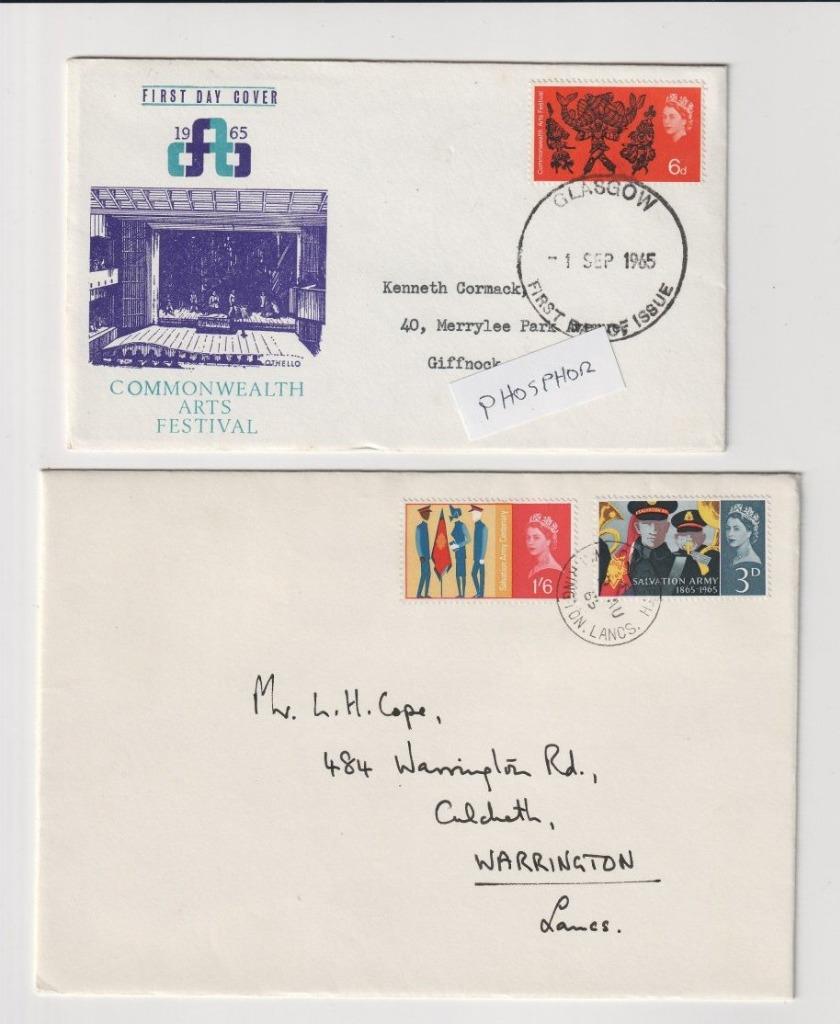 FIRST DAY COVER
1965
OTHELLO
COMMONWEALTH
ARTS
FESTIVAL
Commonwealth Arts Festival
6d
GLASGOW
-1 SEP 1965
FIRST DAY OF ISSUE
Kenneth Cormack,
40, Merrylee Park Avenue,
Giffnock
PHOSPHOR
Salvation Army Centenary
1'6
SALVATION ARMY
1865-1965
3D
LANCS.
Mr. L. H. Cope,
484 Warrington Rd.,
Culcheth,
WARRINGTON
Lancs.